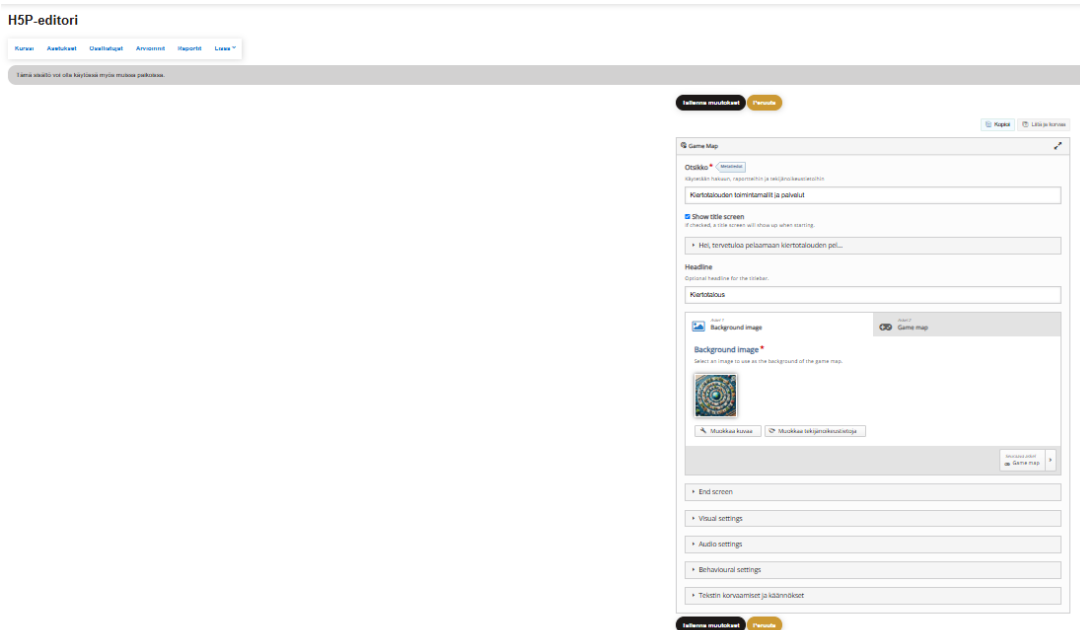 H5P-editori
Kurssi Asetukset Osallistujat Arvioinnit Raportit Lisää
Tämä sisältö voi olla käytössä myös muissa paikoissa.
Tallenna muutokset Peruuta
Kopioi Liitä ja korvaa
Game Map
Otsikko * Metatiedot
Käytetään hakuun, raportteihin ja tekijänoikeustietoihin
Kiertotalouden toimintamallit ja palvelut
Show title screen
If checked, a title screen will show up when starting.
Hei, tervetuloa pelaamaan kiertotalouden pel...
Headline
Optional headline for the titlebar.
Kiertotalous
Background image
Game map
Background image *
Select an image to use as the background of the game map.
Muokkaa kuvaa Muokkaa tekijänoikeustietoja
Game map
End screen
Visual settings
Audio settings
Behavioural settings
Tekstin korvaamiset ja käännökset
Tallenna muutokset Peruuta